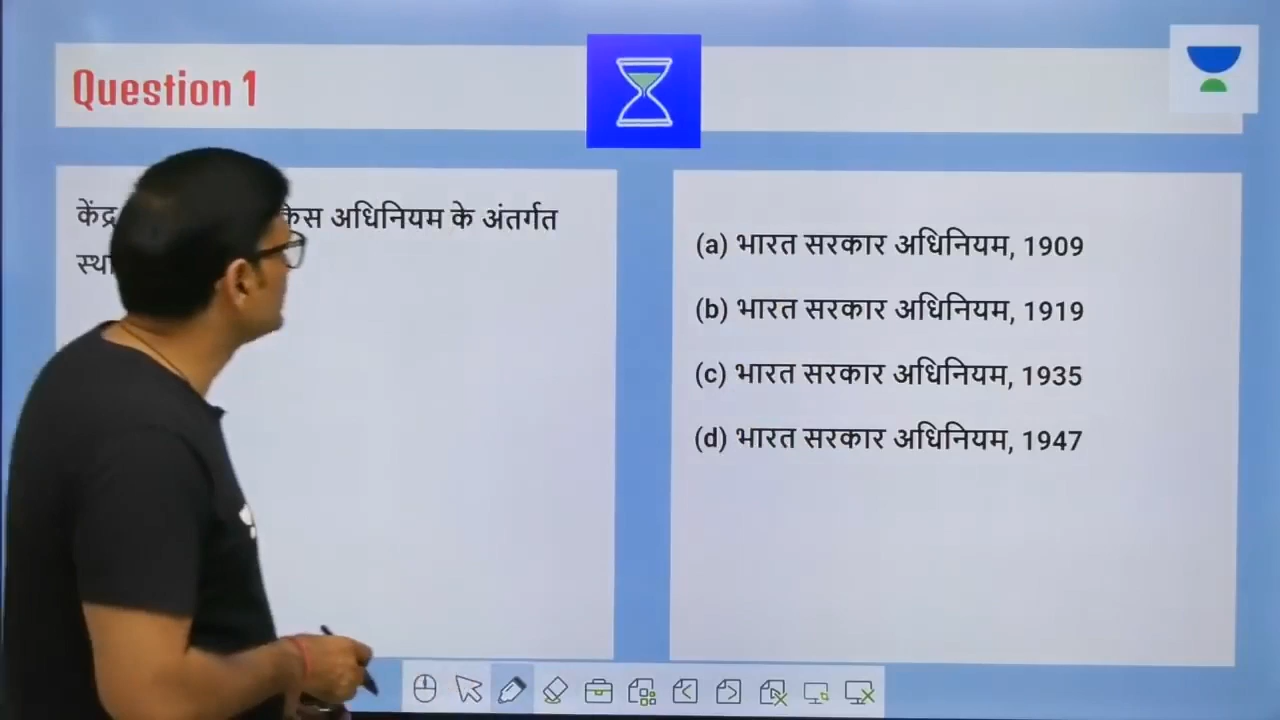 Question 1
केंद्र किस अधिनियम के अंतर्गत
(a) भारत सरकार अधिनियम, 1909
(b) भारत सरकार अधिनियम, 1919
(c) भारत सरकार अधिनियम, 1935
(d) भारत सरकार अधिनियम, 1947